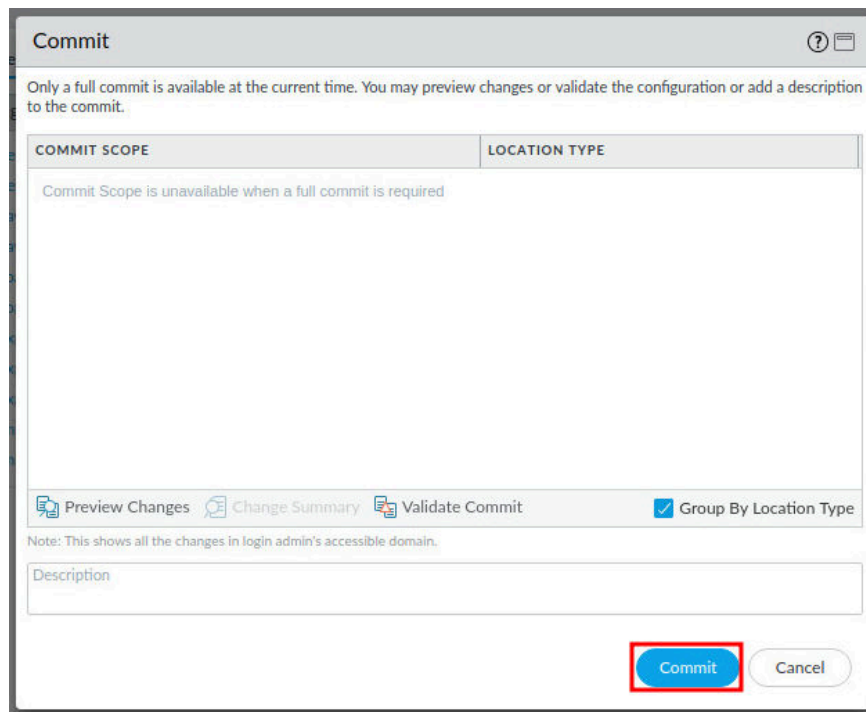 Commit
Only a full commit is available at the current time. You may preview changes or validate the configuration or add a description
to the commit.
COMMIT SCOPE LOCATION TYPE
Commit Scope is unavailable when a full commit is required
Preview Changes Change Summary Validate Commit Group By Location Type
Note: This shows all the changes in login admin's accessible domain.
Description
Commit Cancel